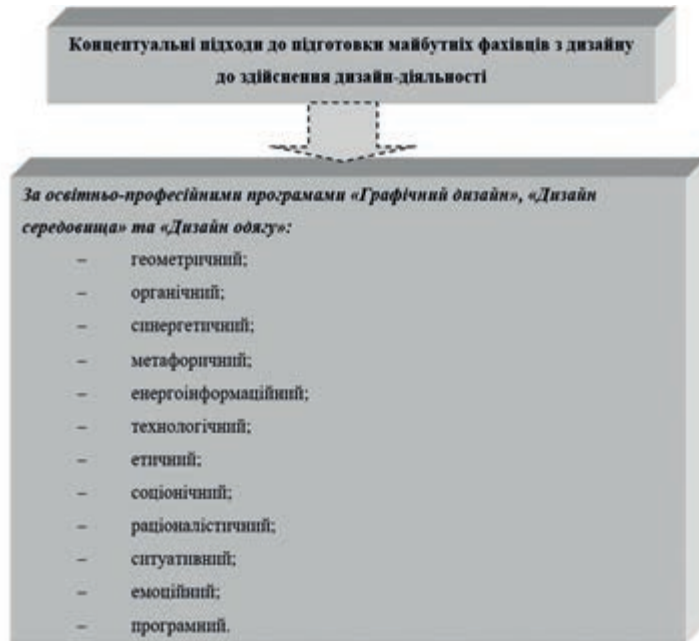 Концептуальні підходи до підготовки майбутніх фахівців з дизайну
до здійснення дизайн-діяльності
За освітньо-професійними програмами «Графічний дизайн», «Дизайн
середовища» та «Дизайн одягу»:
– геометричний;
– органічний;
– синергетичний;
– метафоричний;
– енергоінформаційний;
– технологічний;
– етичний;
– соціонічний;
– раціоналістичний;
– ситуативний;
– емоційний;
– програмний.